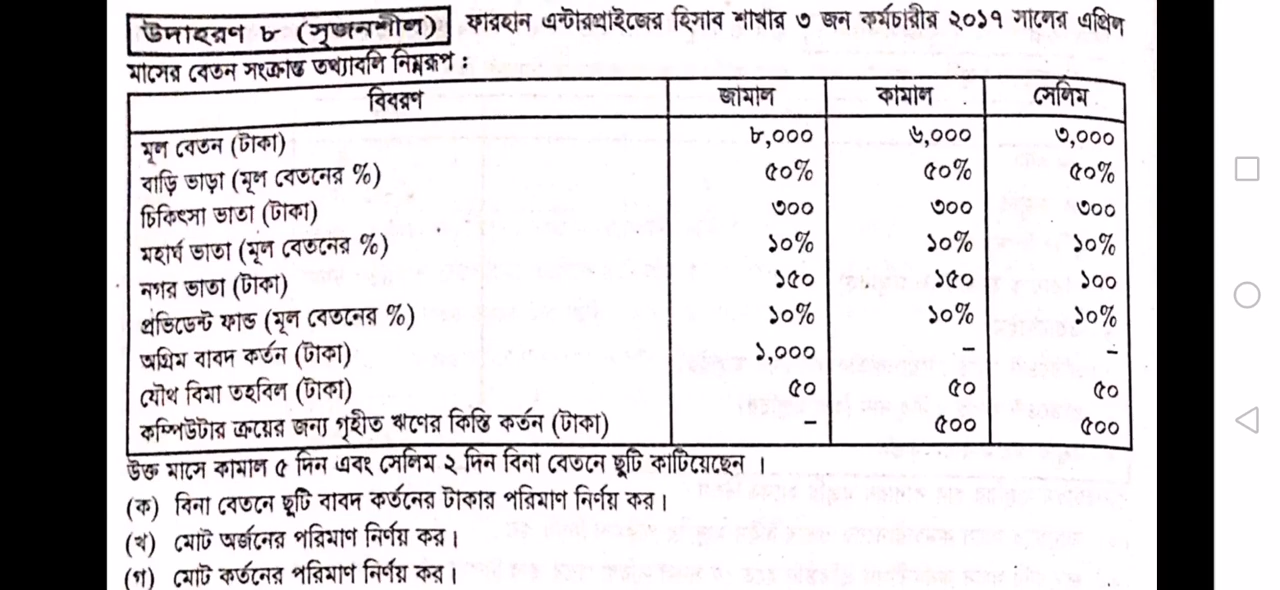 উদাহরণ ৮ (সৃজনশীল) ফারহান এন্টারপ্রাইজের হিসাব শাখার ৩ জন কর্মচারীর ২০১৭ সালের এপ্রিল
মাসের বেতন সংক্রান্ত তথ্যাবলি নিম্নরূপ :
বিবরণ জামাল কামাল সেলিম
মূল বেতন (টাকা) ৮,০০০ ৬,০০০ ৩,০০০
বাড়ি ভাড়া (মূল বেতনের %) ৫০% ৫০% ৫০%
চিকিৎসা ভাতা (টাকা) ৩০০ ৩০০ ৩০০
মহার্ঘ ভাতা (মূল বেতনের %) ১০% ১০% ১০%
নগর ভাতা (টাকা) ১৫০ ১৫০ ১০০
প্রভিডেন্ট ফান্ড (মূল বেতনের %) ১০% ১০% ১০%
অগ্রিম বাবদ কর্তন (টাকা) ১,০০০ – –
যৌথ বিমা তহবিল (টাকা) ৫০ ৫০ ৫০
কম্পিউটার ক্রয়ের জন্য গৃহীত ঋণের কিস্তি কর্তন (টাকা) – ৫০০ ৫০০
উক্ত মাসে কামাল ৫ দিন এবং সেলিম ২ দিন বিনা বেতনে ছুটি কাটিয়েছেন ।
(ক) বিনা বেতনে ছুটি বাবদ কর্তনের টাকার পরিমাণ নির্ণয় কর।
(খ) মোট অর্জনের পরিমাণ নির্ণয় কর।
(গ) মোট কর্তনের পরিমাণ নির্ণয় কর।